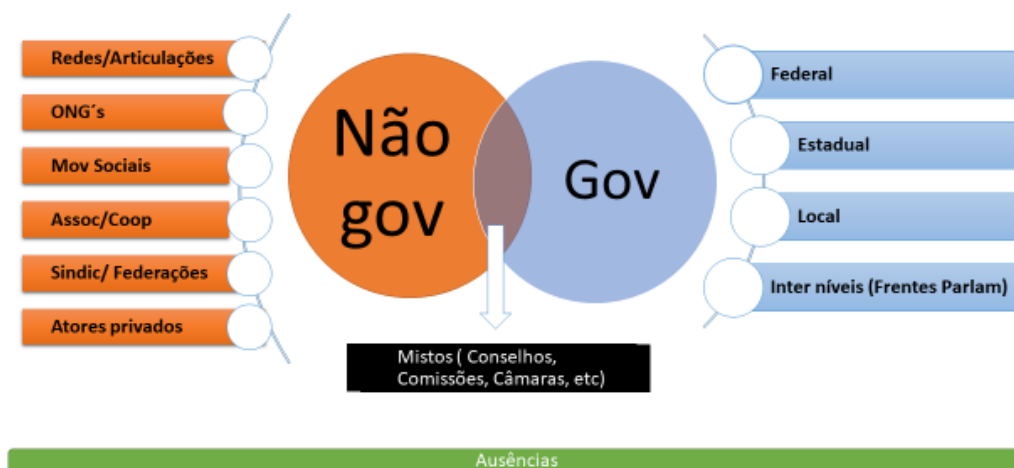 Redes/Articulações
ONG´s
Mov Sociais
Assoc/Coop
Sindic/ Federações
Atores privados
Não
gov
Gov
Federal
Estadual
Local
Inter níveis (Frentes Parlam)
Mistos ( Conselhos,
Comissões, Câmaras, etc)
Ausências